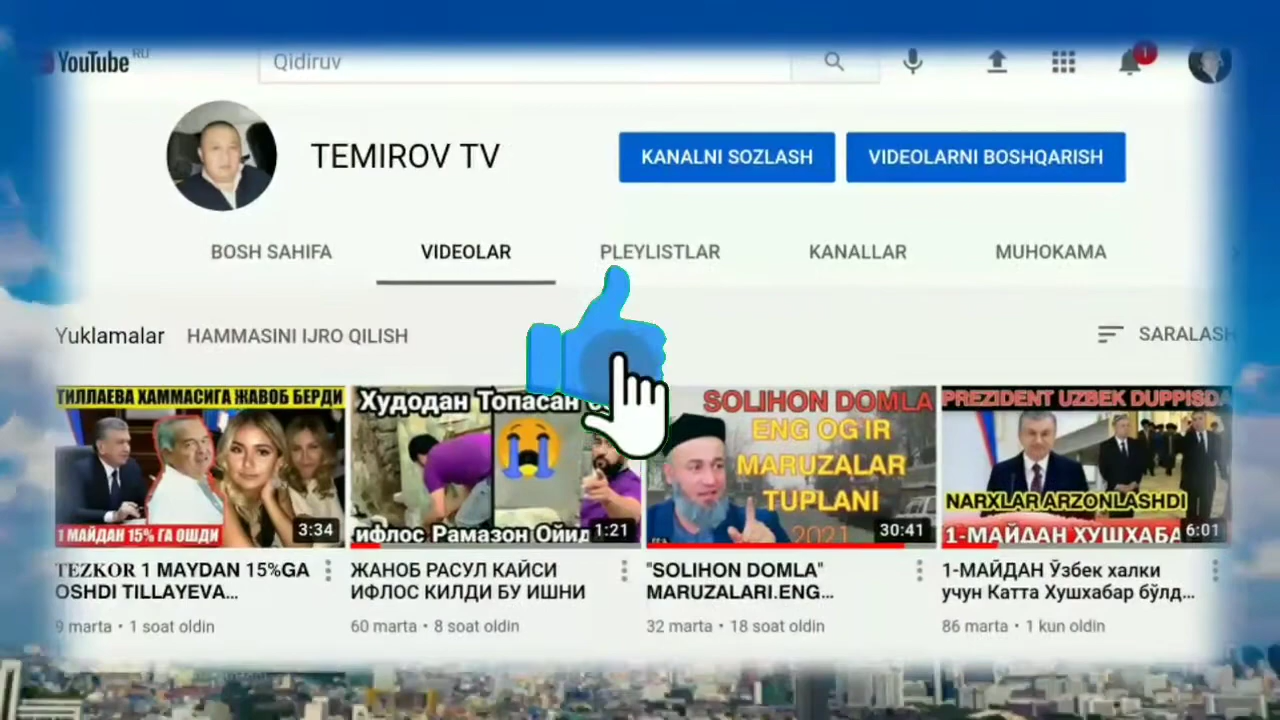 YouTube RU
Qidiruv
1
TEMIROV TV
KANALNI SOZLASH
VIDEOLARNI BOSHQARISH
BOSH SAHIFA
VIDEOLAR
PLEYLISTLAR
KANALLAR
MUHOKAMA
Yuklamalar
HAMMASINI IJRO QILISH
SARALASH
ТИЛЛАЕВА ХАММАСИГА ЖАВОБ БЕРДИ
1 МАЙДАН 15% ГА ОШДИ
3:34
TEZKOR 1 MAYDAN 15%GA
OSHDI TILLAYEVA...
9 marta • 1 soat oldin
Худодан Топасан
ифлос Рамазон Ойид
1:21
ЖАНОБ РАСУЛ КАЙСИ
ИФЛОС КИЛДИ БУ ИШНИ
60 marta • 8 soat oldin
SOLIHON DOMLA
ENG OG IR
MARUZALAR
TUPLANI
2021
30:41
"SOLIHON DOMLA"
MARUZALARI.ENG...
32 marta • 18 soat oldin
PREZIDENT UZBEK DUPPISDA
NARXLAR ARZONLASHDI
1-МАЙДАН ХУШХАБА
6:01
1-МАЙДАН Ўзбек халки
учун Катта Хушхабар бўлд...
86 marta • 1 kun oldin